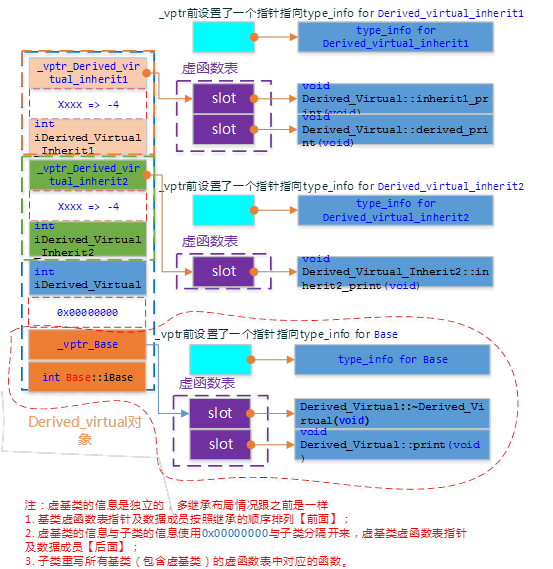 _vptr前设置了一个指针指向type_info for Derived_virtual_inherit1
type_info for
Derived_virtual_inherit1
虚函数表
_vptr_Derived_vir
tual_inherit1
slot
void
Derived_Virtual::inherit1_pr
int(void)
Xxxx => -4
slot
void
Derived_Virtual::derived_pri
nt(void)
int
iDerived_Virtual_
Inherit1
_vptr_Derived_vir
tual_inherit2
_vptr前设置了一个指针指向type_info for Derived_virtual_inherit2
Xxxx => -4
type_info for
Derived_virtual_inherit2
int
iDerived_Virtual
_Inherit2
虚函数表
slot
void
Derived_Virtual_Inherit2::in
herit2_print(void)
int
iDerived_Virtual
0x00000000
_vptr前设置了一个指针指向type_info for Base
_vptr_Base
type_info for Base
int Base::iBase
虚函数表
slot
Derived_Virtual::~Derived_Vi
rtual(void)
Derived_virtual对
象
slot
void
Derived_Virtual::print(void
)
注：虚基类的信息是独立的，多继承布局情况跟之前是一样
1. 基类虚函数表指针及数据成员按照继承的顺序排列【前面】；
2. 虚基类的信息与子类的信息使用0x00000000与子类分隔开来，虚基类虚函数表指针
及数据成员【后面】；
3. 子类重写所有基类（包含虚基类）的虚函数表中对应的函数。